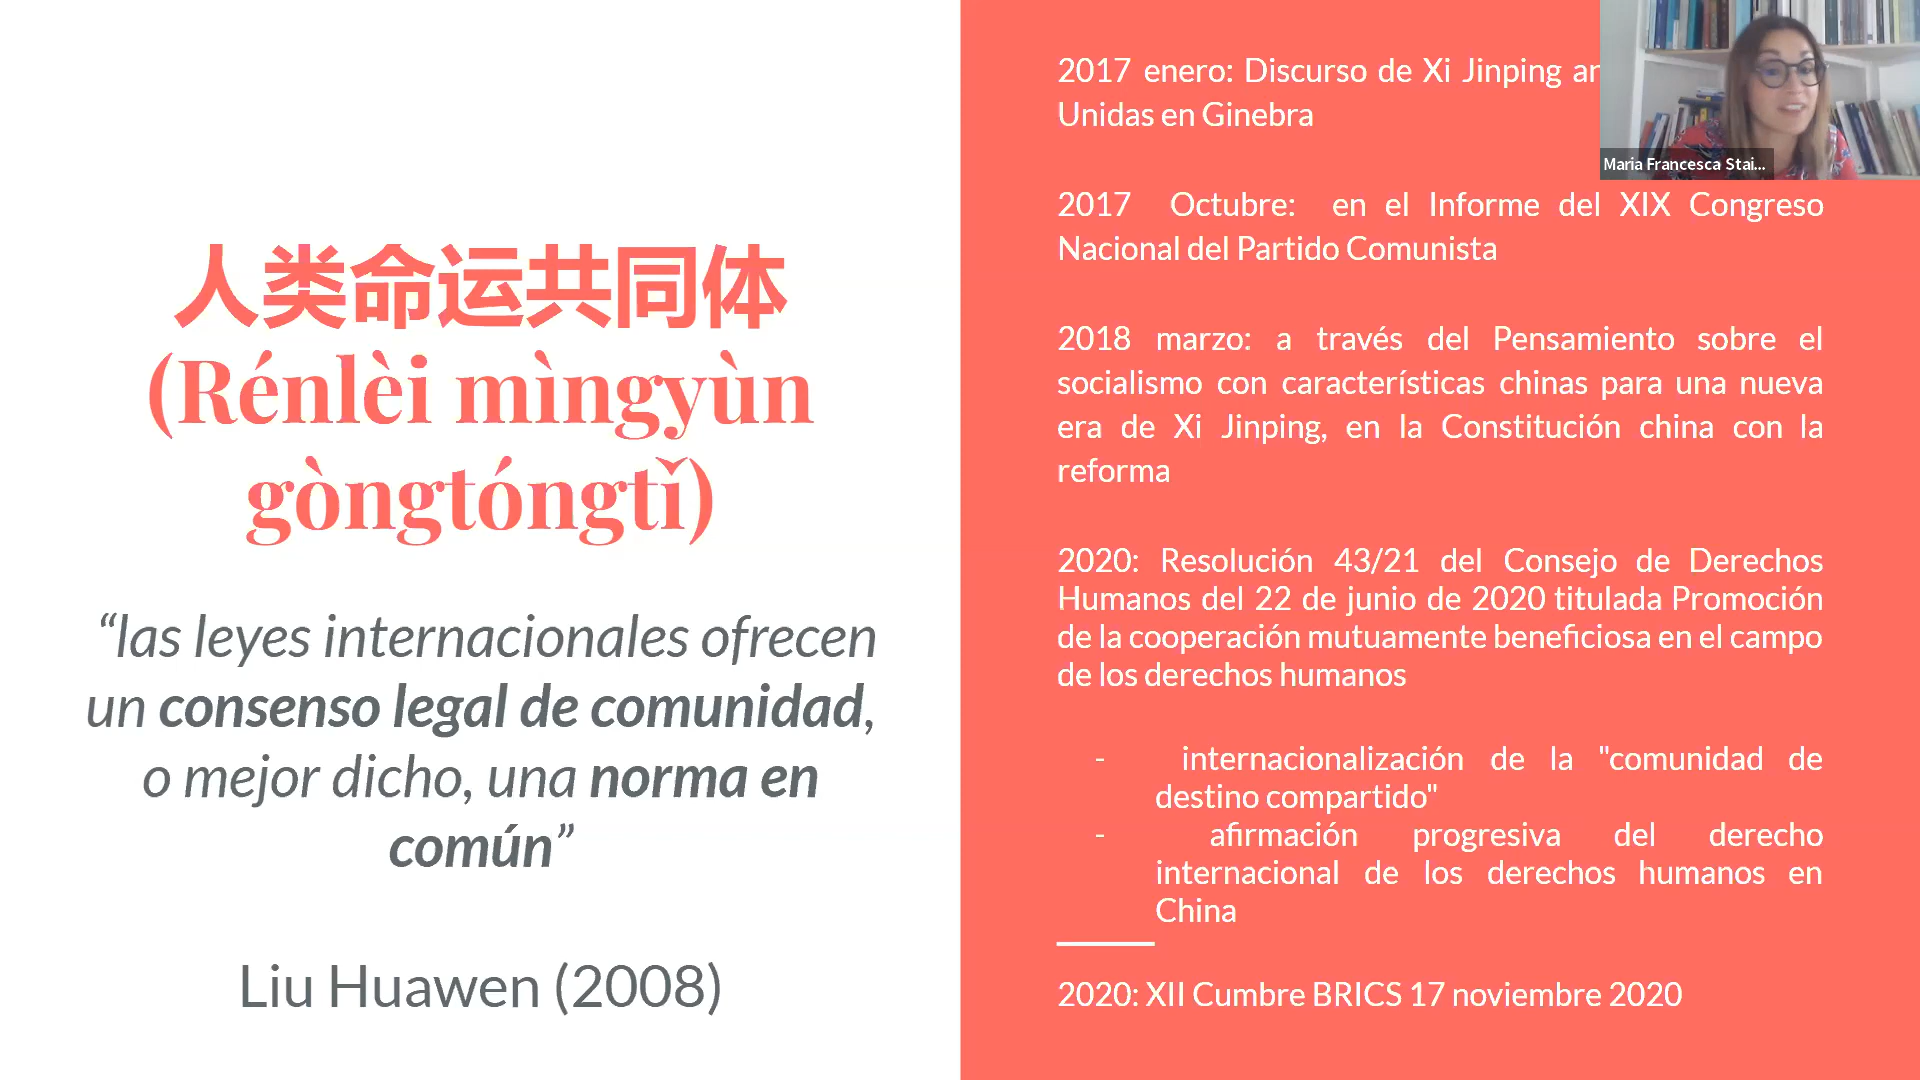 人类命运共同体
(Rénlèi mìngyùn
gòngtóngtǐ)
“las leyes internacionales ofrecen
un consenso legal de comunidad,
o mejor dicho, una norma en
común”
Liu Huawen (2008)
2017 enero: Discurso de Xi Jinping
Unidas en Ginebra
2017 Octubre: en el Informe del XIX Congreso
Nacional del Partido Comunista
2018 marzo: a través del Pensamiento sobre el
socialismo con características chinas para una nueva
era de Xi Jinping, en la Constitución china con la
reforma
2020: Resolución 43/21 del Consejo de Derechos
Humanos del 22 de junio de 2020 titulada Promoción
de la cooperación mutuamente beneficiosa en el campo
de los derechos humanos
- internacionalización de la "comunidad de
destino compartido"
- afirmación progresiva del derecho
internacional de los derechos humanos en
China
2020: XII Cumbre BRICS 17 noviembre 2020
Maria Francesca Stai...